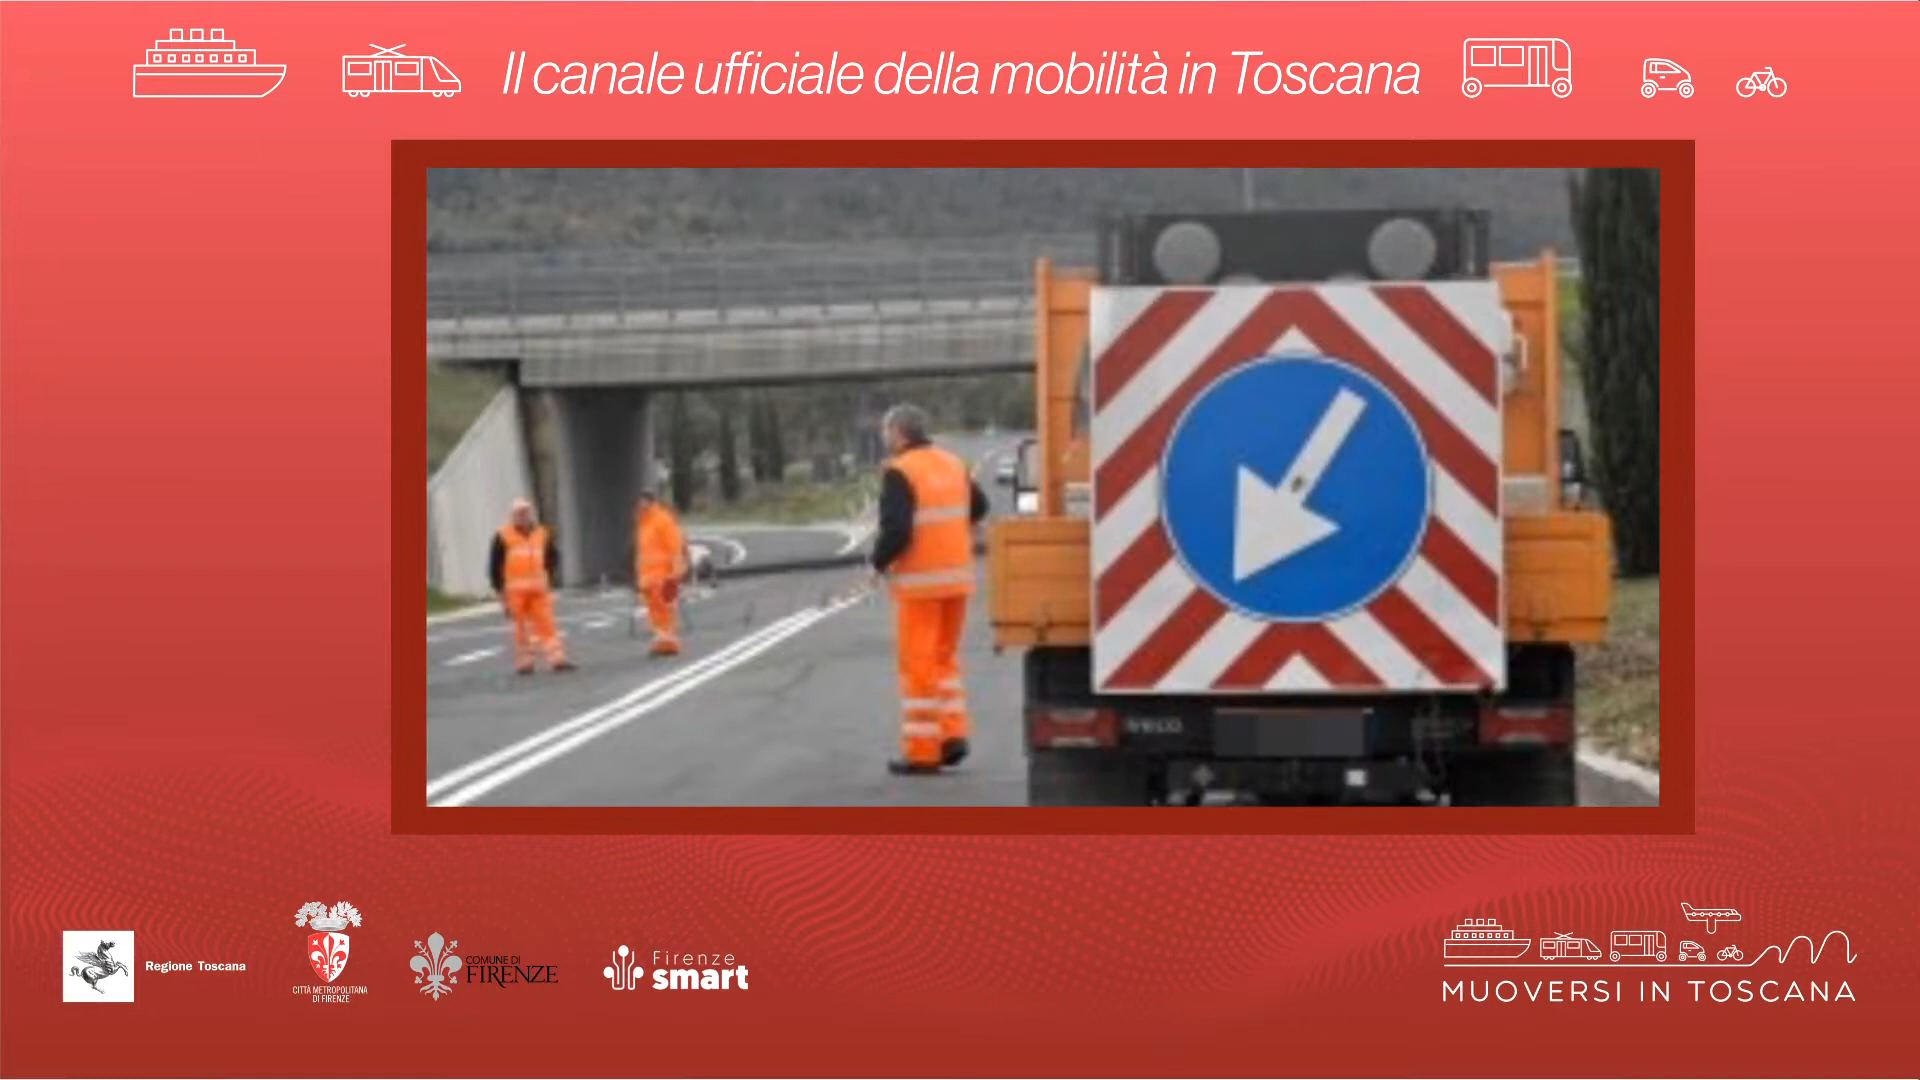 Il canale ufficiale della mobilità in Toscana
IVECO
Regione Toscana
CITTÀ METROPOLITANA
DI FIRENZE
COMUNE DI
FIRENZE
Firenze
smart
MUOVERSI IN TOSCANA